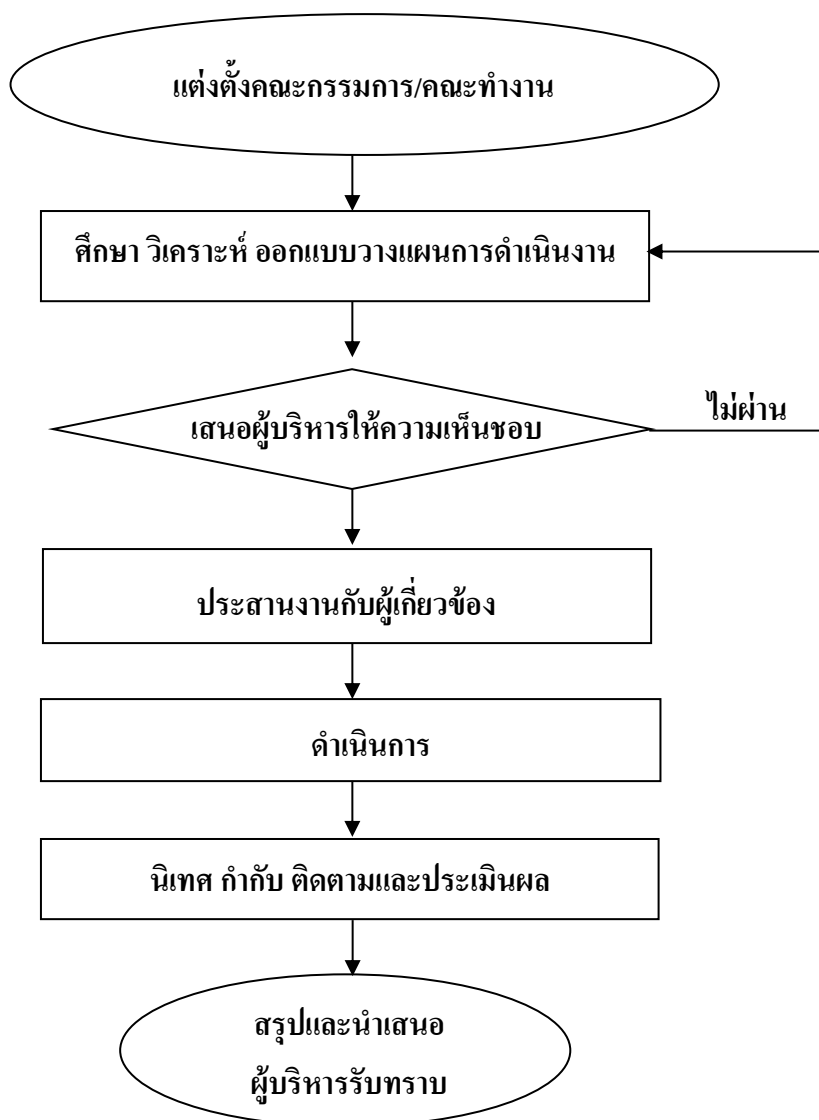 แต่งตั้งคณะกรรมการ/คณะทำงาน
ศึกษา วิเคราะห์ ออกแบบวางแผนการดำเนินงาน
เสนอผู้บริหารให้ความเห็นชอบ
ไม่ผ่าน
ประสานงานกับผู้เกี่ยวข้อง
ดำเนินการ
นิเทศ กำกับ ติดตามและประเมินผล
สรุปและนำเสนอ
ผู้บริหารรับทราบ